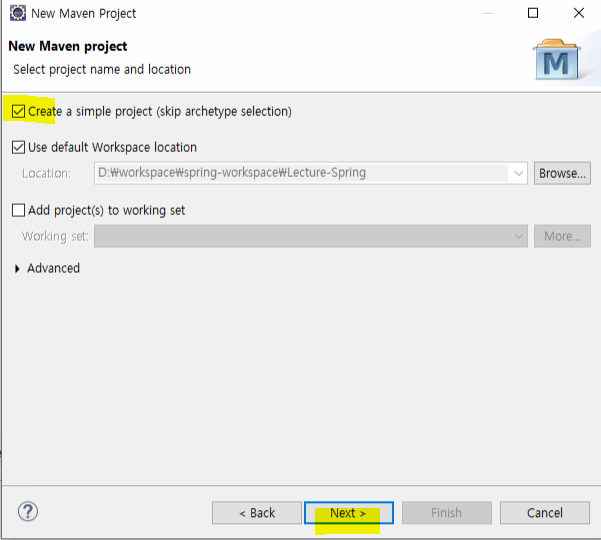 New Maven Project
New Maven project
Select project name and location
M
Create a simple project (skip archetype selection)
Use default Workspace location
Location: D:₩workspace₩spring-workspace₩Lecture-Spring Browse...
Add project(s) to working set
Working set: More...
Advanced
? < Back Next > Finish Cancel